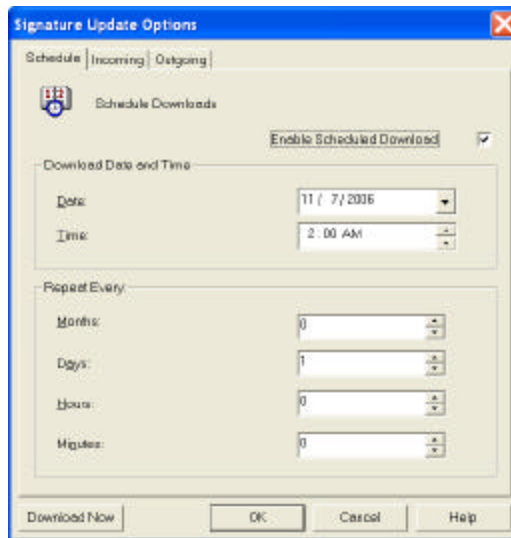 Signature Update Options
Schedule Incoming Outgoing
Schedule Downloads
Enable Scheduled Download
Download Date and Time
Date: 11 / 7 / 2006
Time: 2:00 AM
Repeat Every
Months: 0
Days: 1
Hours: 0
Minutes: 0
Download Now OK Cancel Help